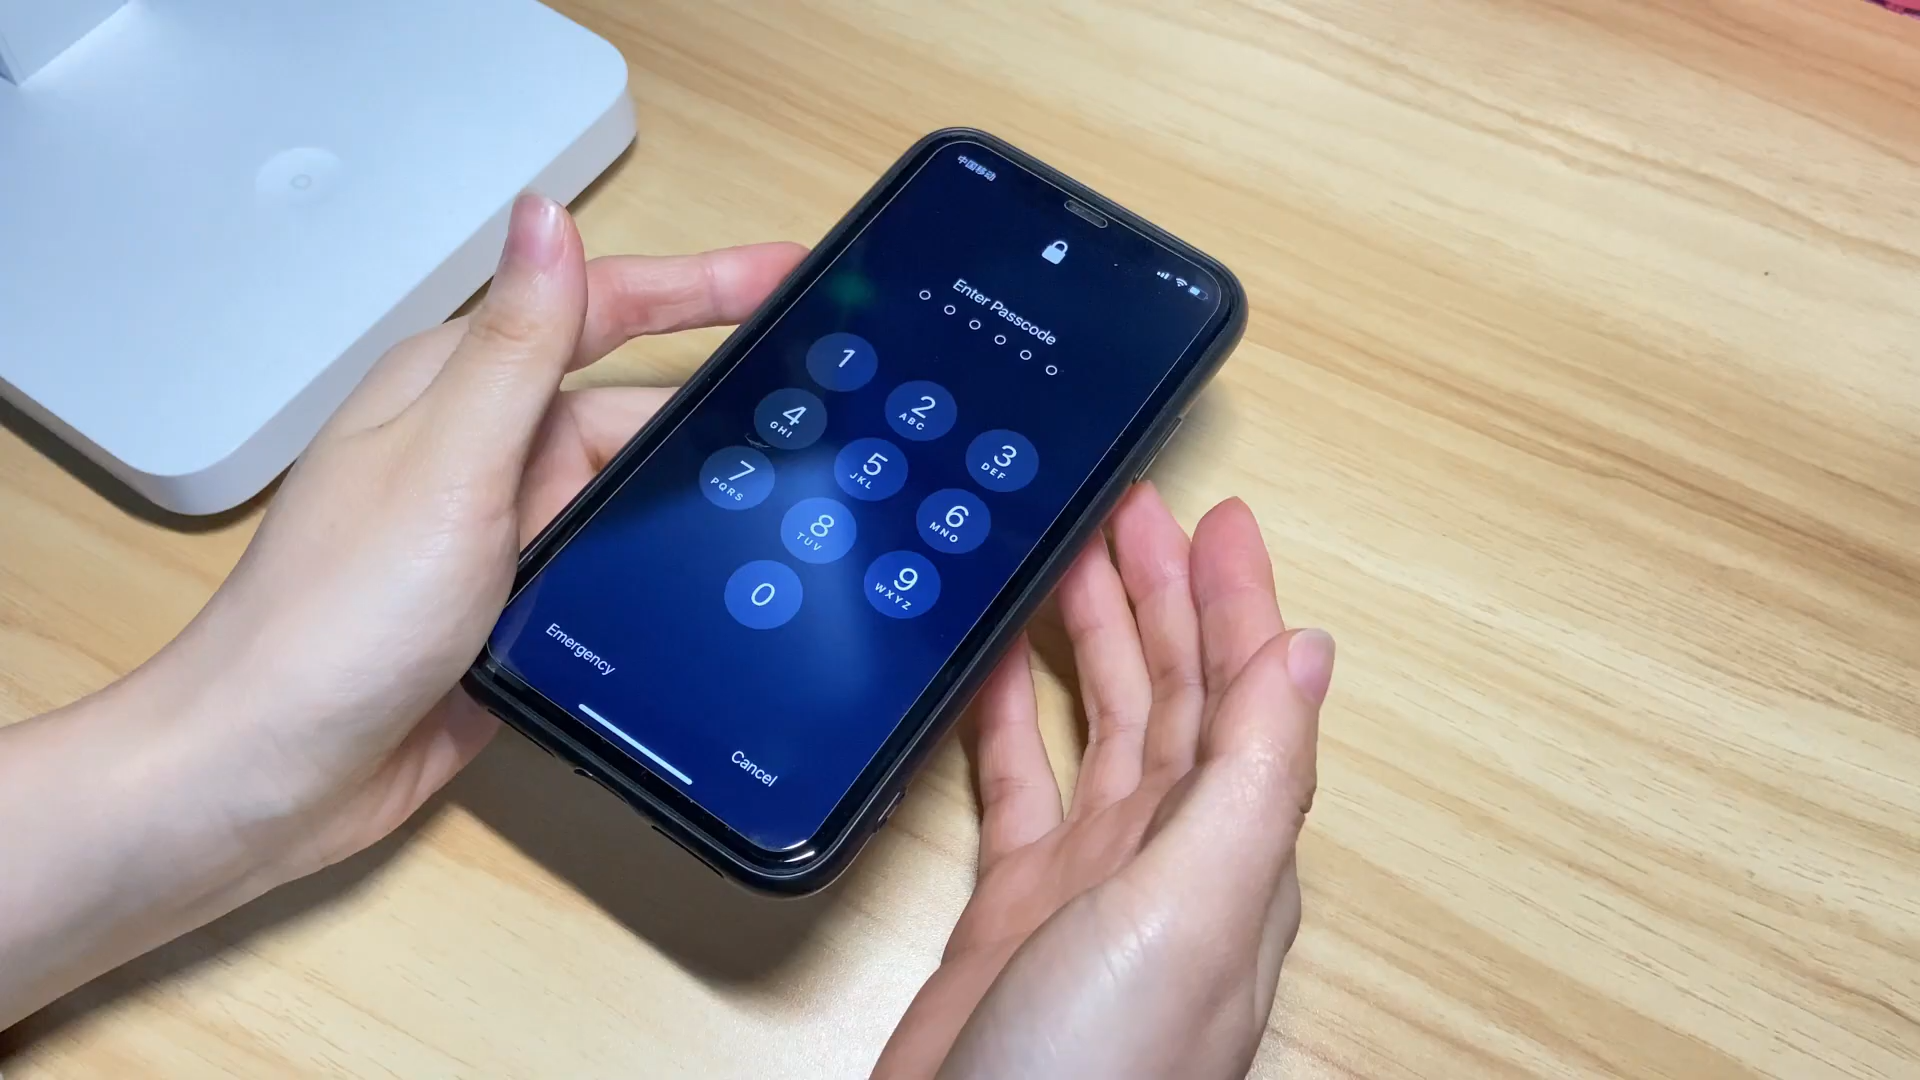 中国移动
Enter Passcode
1
2
ABC
3
DEF
4
GHI
5
JKL
6
MNO
7
PQRS
8
TUV
9
WXYZ
0
Emergency
Cancel